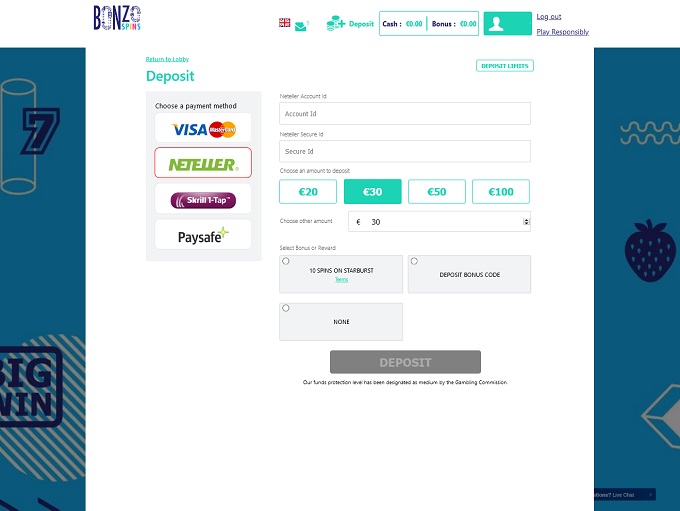 BONZO
SPINS
Deposit
Cash : €0.00
Bonus : €0.00
Log out
Play Responsibly
Return to Lobby
Deposit
DEPOSIT LIMITS
Choose a payment method
VISA MasterCard
NETELLER
Skrill 1-Tap
Paysafe
Neteller Account Id
Account Id
Neteller Secure Id
Secure Id
Choose an amount to deposit
€20
€30
€50
€100
Choose other amount
€ 30
Select Bonus or Reward
10 SPINS ON STARBURST
Terms
DEPOSIT BONUS CODE
NONE
DEPOSIT
Our funds protection level has been designated as medium by the Gambling Commission.
7
BIG
WIN
Live Chat